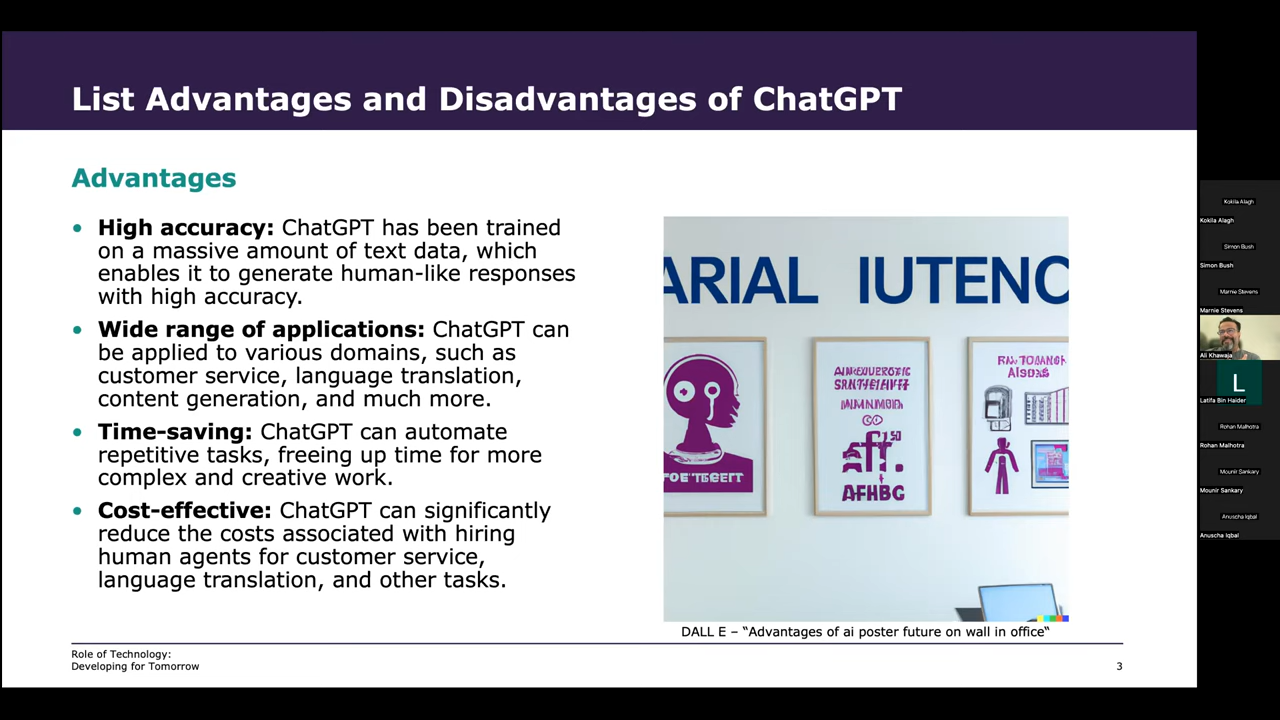 List Advantages and Disadvantages of ChatGPT
Advantages
• High accuracy: ChatGPT has been trained
on a massive amount of text data, which
enables it to generate human-like responses
with high accuracy.
• Wide range of applications: ChatGPT can
be applied to various domains, such as
customer service, language translation,
content generation, and much more.
• Time-saving: ChatGPT can automate
repetitive tasks, freeing up time for more
complex and creative work.
• Cost-effective: ChatGPT can significantly
reduce the costs associated with hiring
human agents for customer service,
language translation, and other tasks.
ARIAL IUTENC
aff.
AFHBG
DALL E – “Advantages of ai poster future on wall in office“
Role of Technology:
Developing for Tomorrow
3
Kokila Alagh
Kokila Alagh
Simon Bush
Simon Bush
Marnie Stevens
Marnie Stevens
Ali Khawaja
L
Latifa Bin Haider
Rohan Malhotra
Rohan Malhotra
Mounir Sankary
Mounir Sankary
Anuscha Iqbal
Anuscha Iqbal